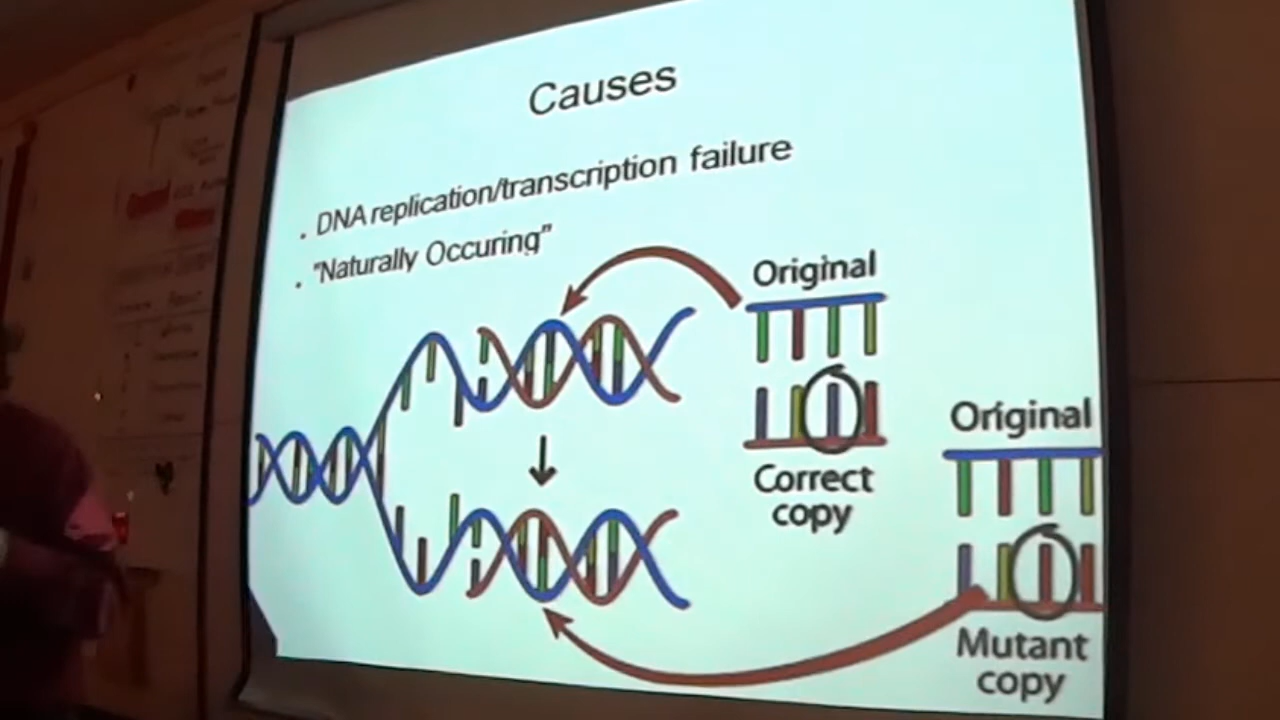 Causes
. DNA replication/transcription failure
. "Naturally Occuring"
Original
Correct
copy
Original
Mutant
copy